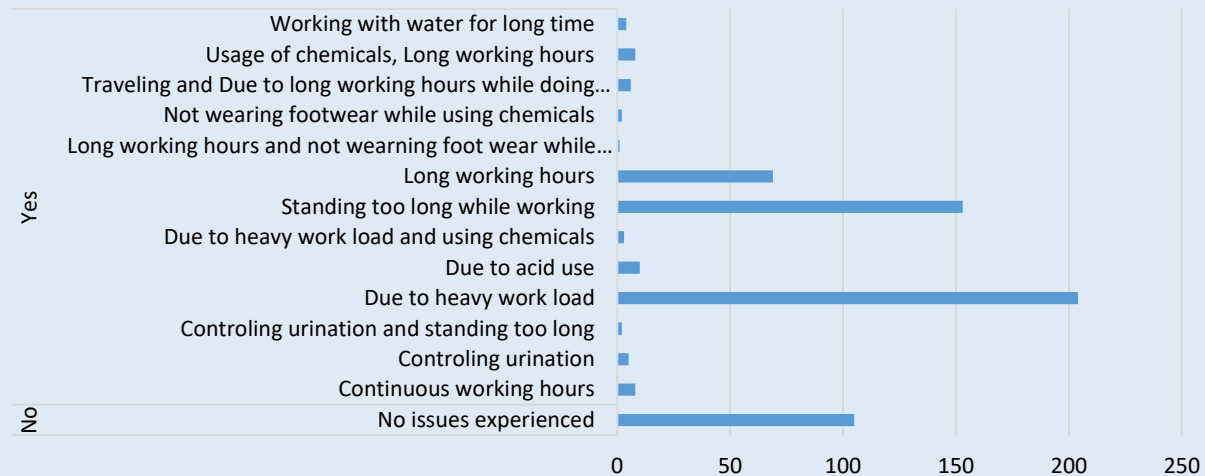 Working with water for long time
Usage of chemicals, Long working hours
Traveling and Due to long working hours while doing…
Not wearing footwear while using chemicals
Long working hours and not wearning foot wear while…
Long working hours
Standing too long while working
Due to heavy work load and using chemicals
Due to acid use
Due to heavy work load
Controling urination and standing too long
Controling urination
Continuous working hours
Yes
No issues experienced
No
0 50 100 150 200 250